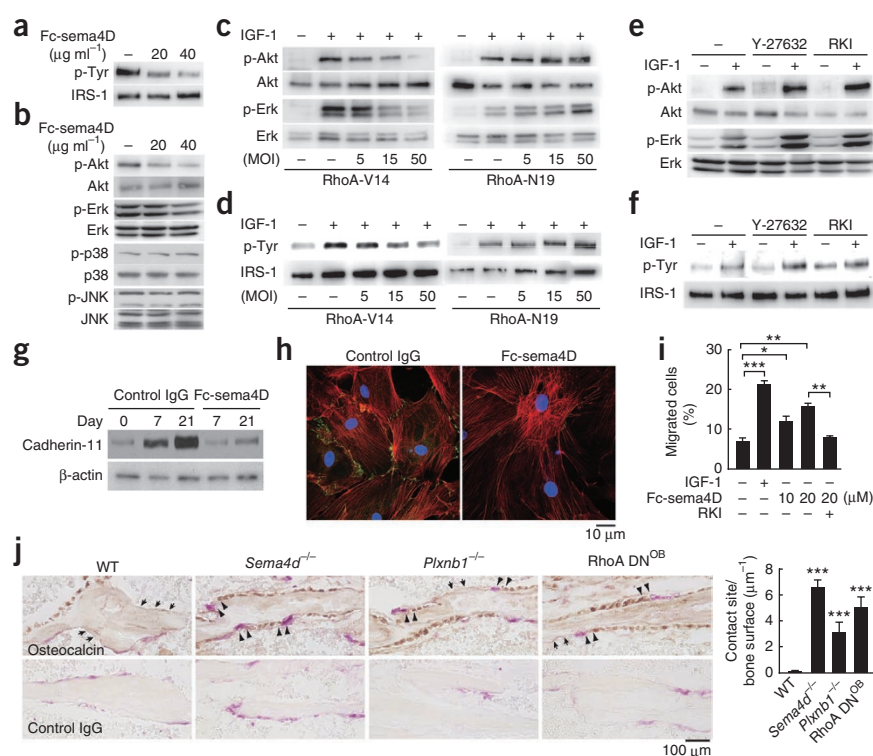 a
Fc-sema4D
(μg ml–1)
– 20 40
p-Tyr
IRS-1
b
Fc-sema4D
(μg ml–1)
– 20 40
p-Akt
Akt
p-Erk
Erk
p-p38
p38
p-JNK
JNK
c
IGF-1 – + + + + – + + + +
p-Akt
Akt
p-Erk
Erk
(MOI) – – 5 15 50 – – 5 15 50
RhoA-V14 RhoA-N19
d
IGF-1 – + + + + – + + + +
p-Tyr
IRS-1
(MOI) – – 5 15 50 – – 5 15 50
RhoA-V14 RhoA-N19
e
– Y-27632 RKI
IGF-1 – + – + – +
p-Akt
Akt
p-Erk
Erk
f
– Y-27632 RKI
IGF-1 – + – + – +
p-Tyr
IRS-1
g
Control IgG Fc-sema4D
Day 0 7 21 7 21
Cadherin-11
β-actin
h
Control IgG Fc-sema4D
10 μm
i
**
*
***
**
30
20
10
0
Migrated cells
(%)
IGF-1 – + – – –
Fc-sema4D – – 10 20 20 (μM)
RKI – – – – +
j
WT Sema4d–/– Plxnb1–/– RhoA DNOB
Osteocalcin
Control IgG
100 μm
Contact site/
bone surface (μm–1)
8
6
4
2
0
*** *** ***
WT
Sema4d–/–
Plxnb1–/–
RhoA DNOB